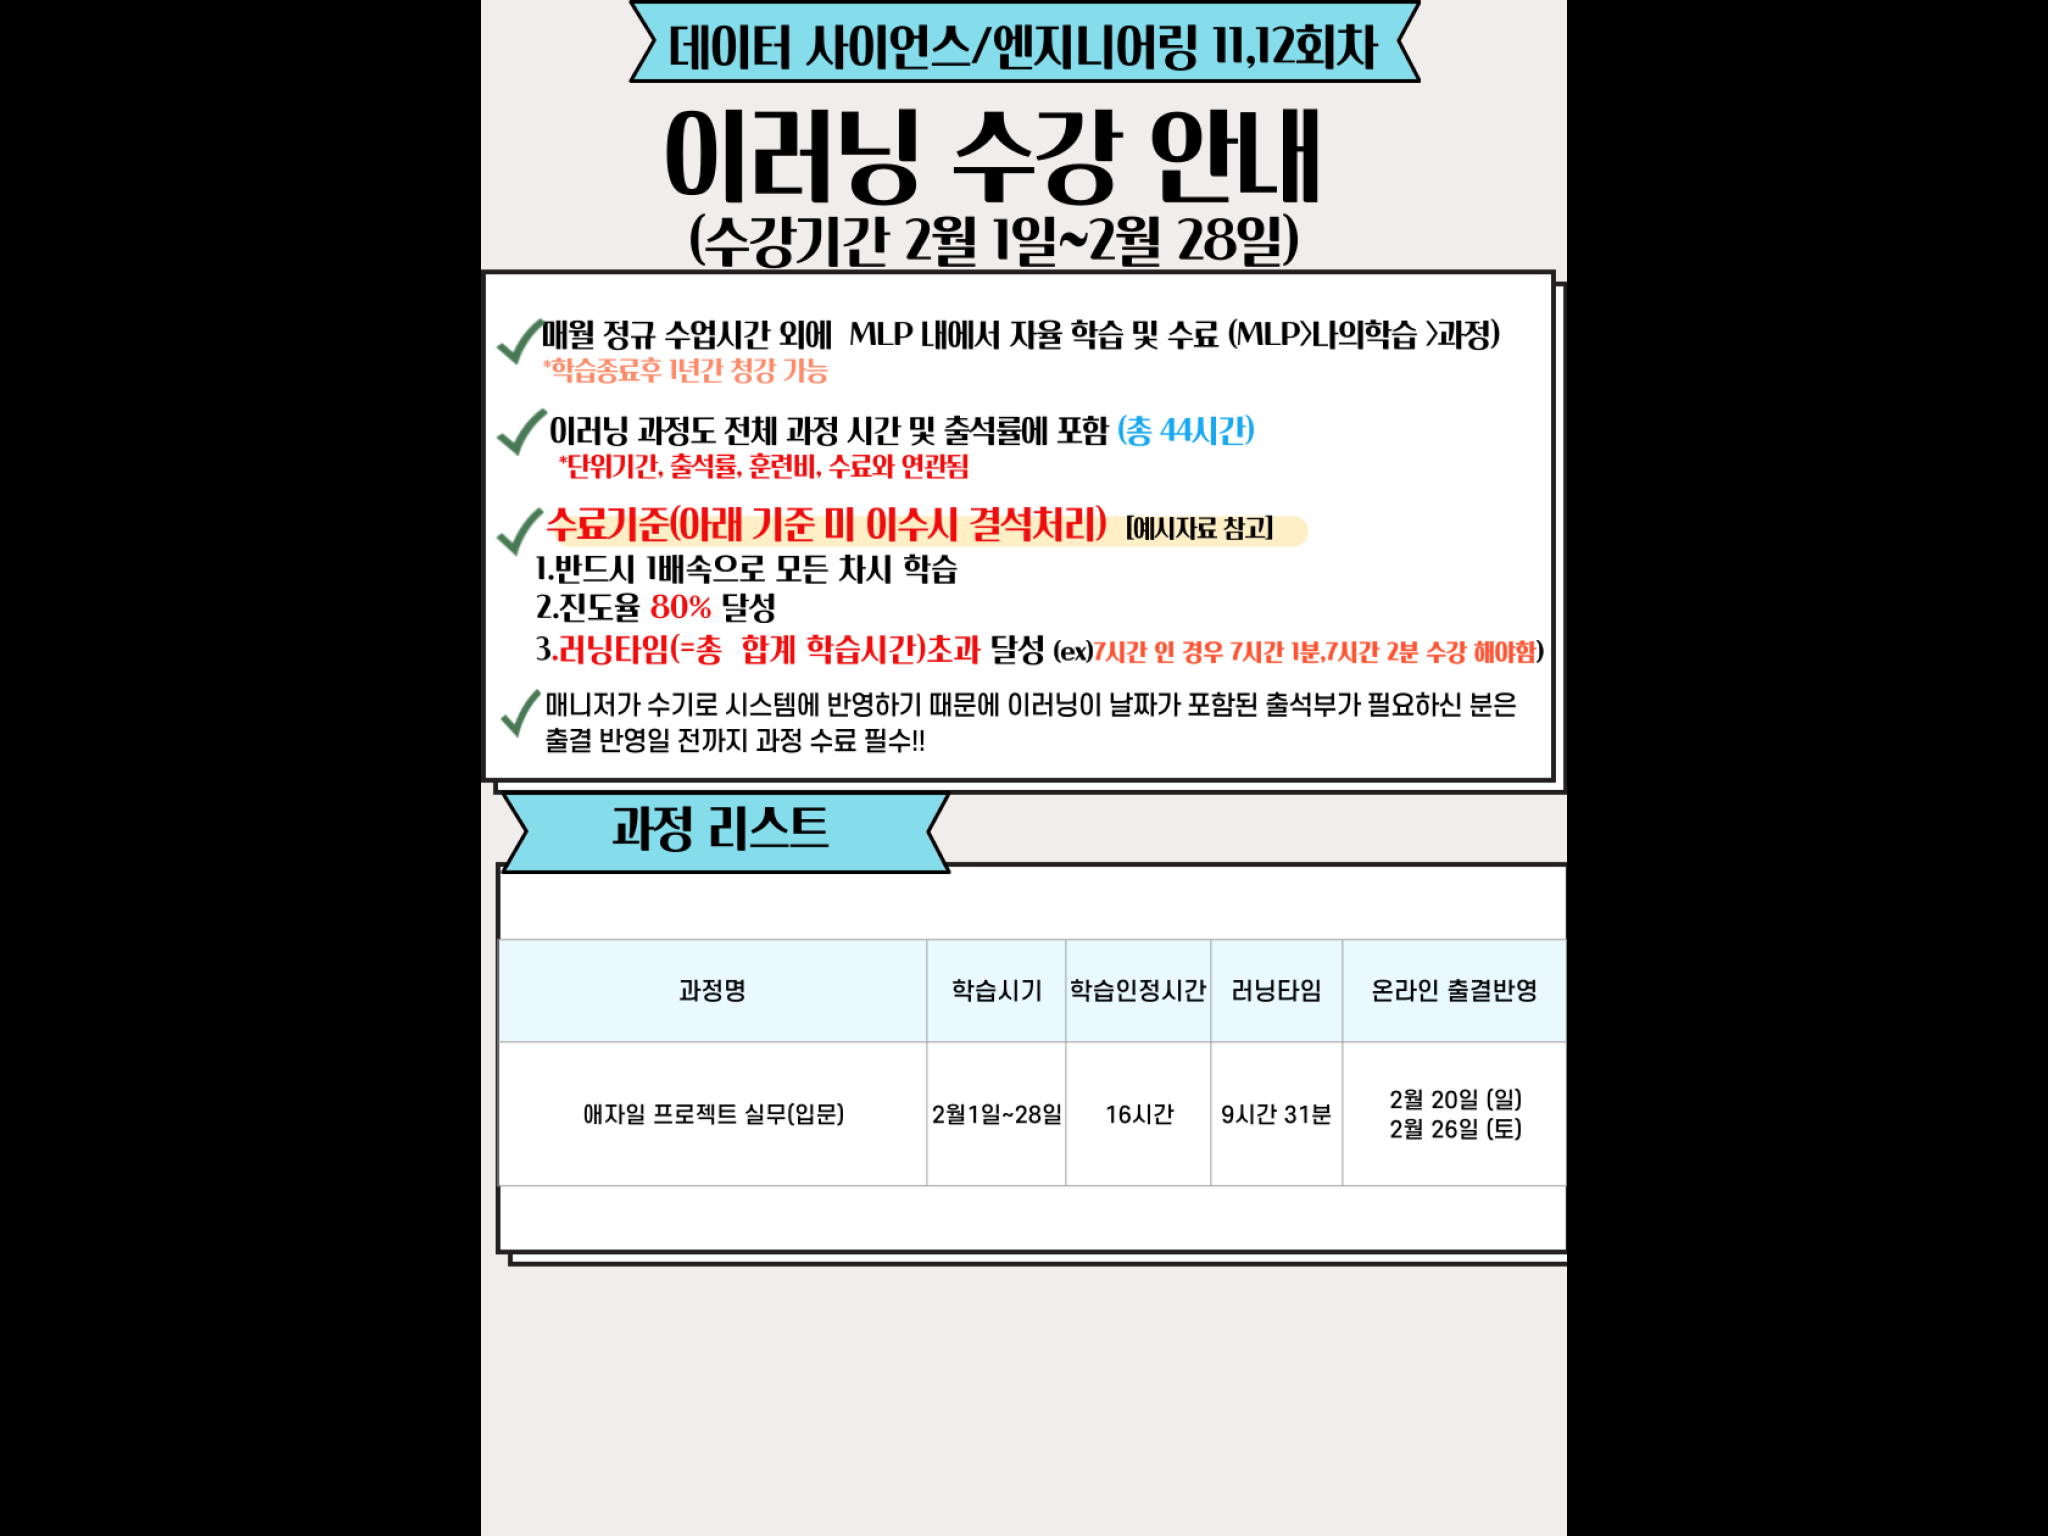 데이터 사이언스/엔지니어링 11,12회차
이러닝 수강 안내
(수강기간 2월 1일~2월 28일)
매월 정규 수업시간 외에 MLP 내에서 자율 학습 및 수료 (MLP>나의학습 >과정)
*학습종료후 1년간 청강 가능
이러닝 과정도 전체 과정 시간 및 출석률에 포함 (총 44시간)
*단위기간, 출석률, 훈련비, 수료와 연관됨
수료기준(아래 기준 미 이수시 결석처리) [예시자료 참고]
1.반드시 1배속으로 모든 차시 학습
2.진도율 80% 달성
3.러닝타임(=총 합계 학습시간)초과 달성 (ex)7시간 인 경우 7시간 1분,7시간 2분 수강 해야함)
매니저가 수기로 시스템에 반영하기 때문에 이러닝이 날짜가 포함된 출석부가 필요하신 분은
출결 반영일 전까지 과정 수료 필수!!
과정 리스트
과정명 학습시기 학습인정시간 러닝타임 온라인 출결반영
애자일 프로젝트 실무(입문) 2월1일~28일 16시간 9시간 31분 2월 20일 (일)
2월 26일 (토)